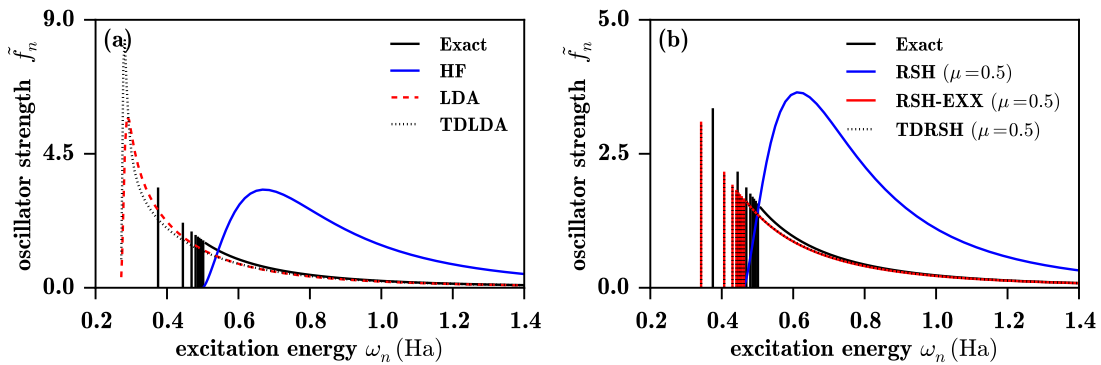 9.0
4.5
0.0
oscillator strength f̃ₙ
(a)
Exact
HF
LDA
TDLDA
0.2 0.4 0.6 0.8 1.0 1.2 1.4
excitation energy ωₙ (Ha)
5.0
2.5
0.0
oscillator strength f̃ₙ
(b)
Exact
RSH (μ=0.5)
RSH-EXX (μ=0.5)
TDRSH (μ=0.5)
0.2 0.4 0.6 0.8 1.0 1.2 1.4
excitation energy ωₙ (Ha)